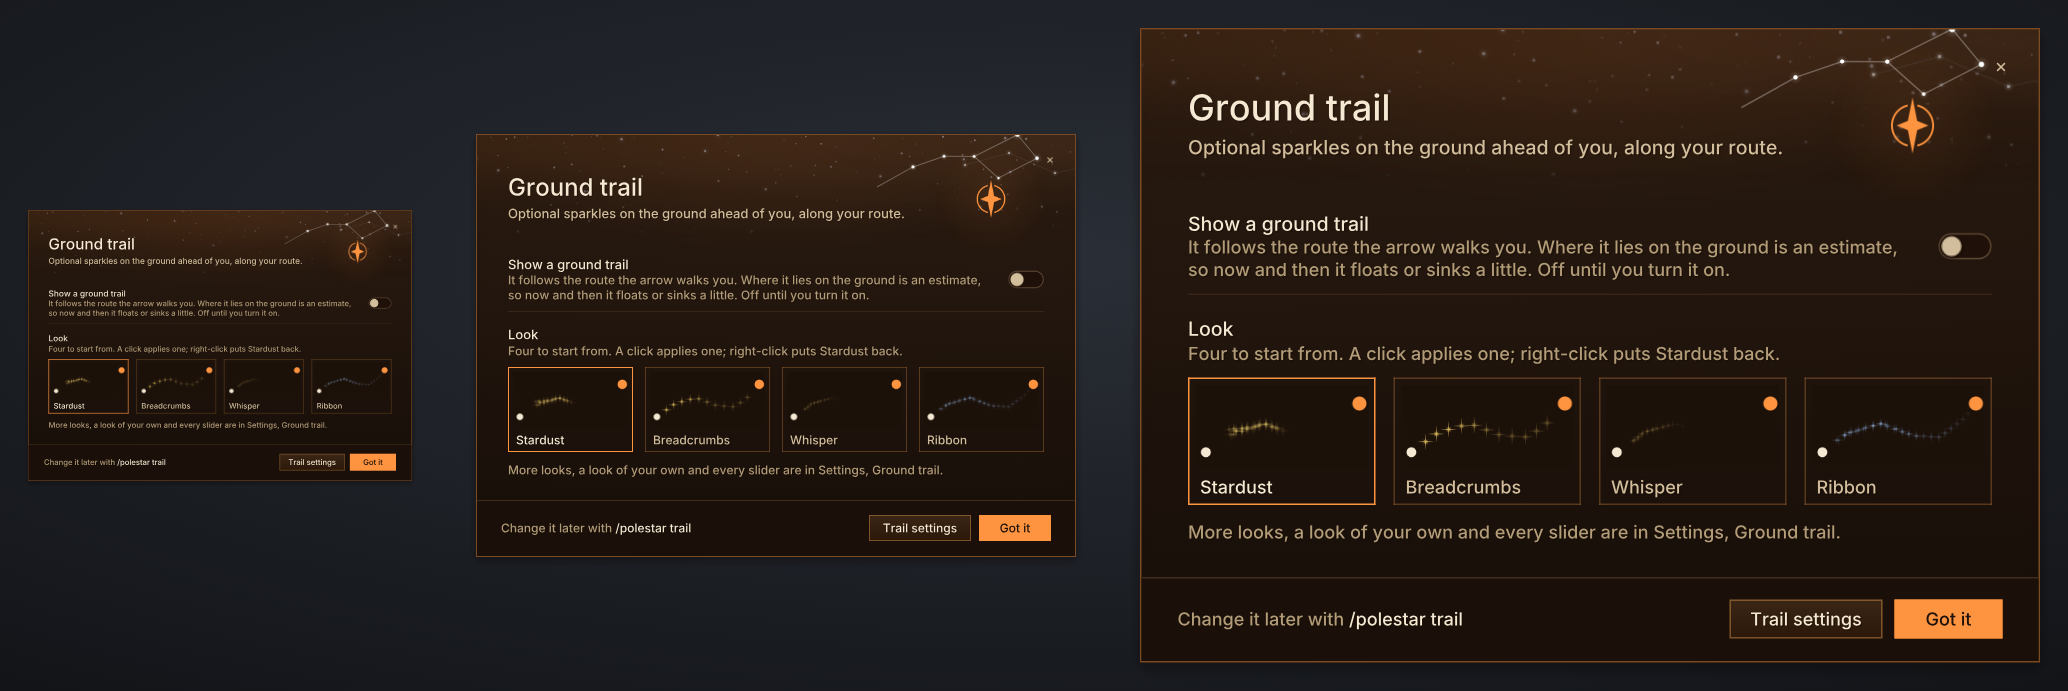 Ground trail
Optional sparkles on the ground ahead of you, along your route.
Show a ground trail
It follows the route the arrow walks you. Where it lies on the ground is an estimate,
so now and then it floats or sinks a little. Off until you turn it on.
Look
Four to start from. A click applies one; right-click puts Stardust back.
Stardust
Breadcrumbs
Whisper
Ribbon
More looks, a look of your own and every slider are in Settings, Ground trail.
Change it later with /polestar trail
Trail settings
Got it
Ground trail
Optional sparkles on the ground ahead of you, along your route.
Show a ground trail
It follows the route the arrow walks you. Where it lies on the ground is an estimate,
so now and then it floats or sinks a little. Off until you turn it on.
Look
Four to start from. A click applies one; right-click puts Stardust back.
Stardust
Breadcrumbs
Whisper
Ribbon
More looks, a look of your own and every slider are in Settings, Ground trail.
Change it later with /polestar trail
Trail settings
Got it
Ground trail
Optional sparkles on the ground ahead of you, along your route.
Show a ground trail
It follows the route the arrow walks you. Where it lies on the ground is an estimate,
so now and then it floats or sinks a little. Off until you turn it on.
Look
Four to start from. A click applies one; right-click puts Stardust back.
Stardust
Breadcrumbs
Whisper
Ribbon
More looks, a look of your own and every slider are in Settings, Ground trail.
Change it later with /polestar trail
Trail settings
Got it